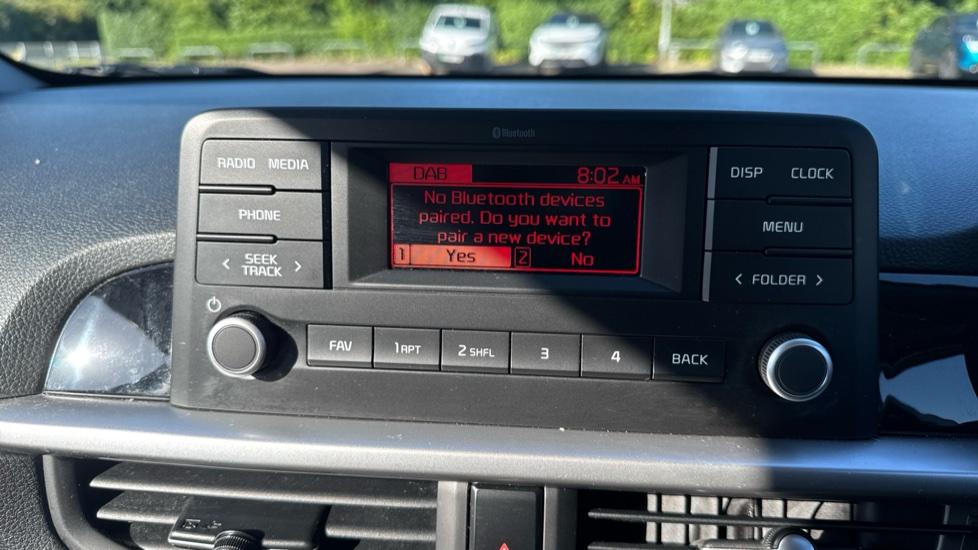 Bluetooth
RADIO MEDIA
PHONE
< SEEK TRACK >
DAB 8:02 AM
No Bluetooth devices
paired. Do you want to
pair a new device?
1 Yes 2 No
DISP CLOCK
MENU
< FOLDER >
FAV 1 RPT 2 SHFL 3 4 BACK